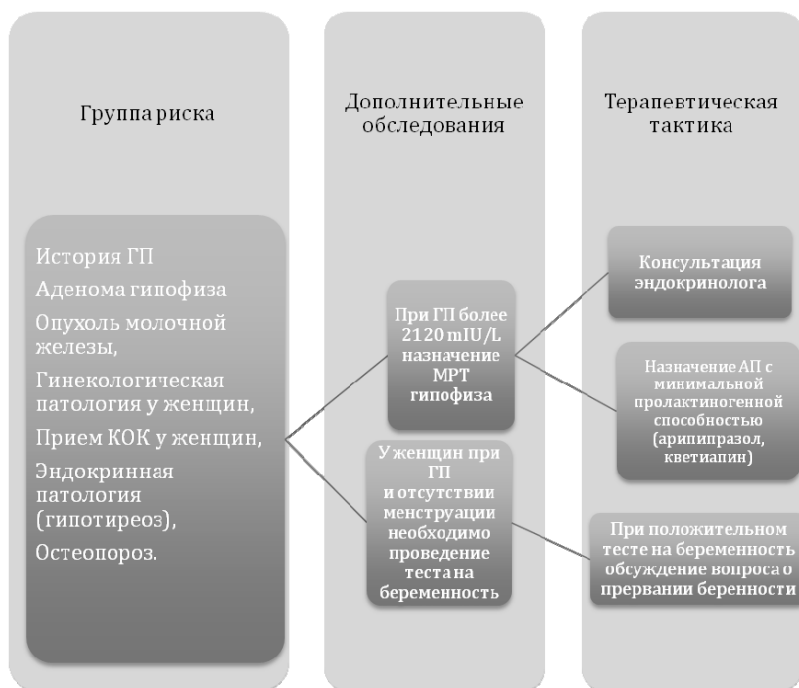 Группа риска
Дополнительные
обследования
Терапевтическая
тактика
История ГП
Аденома гипофиза
Опухоль молочной
железы,
Гинекологическая
патология у женщин,
Прием КОК у женщин,
Эндокринная
патология
(гипотиреоз),
Остеопороз.
При ГП более
2120 mIU/L
назначение
МРТ
гипофиза
У женщин при
ГП
и отсутствии
менструации
необходимо
проведение
теста на
беременность
Консультация
эндокринолога
Назначение АП с
минимальной
пролактиногенной
способностью
(арипипразол,
кветиапин)
При положительном
тесте на беременность
обсуждение вопроса о
прервании беренности